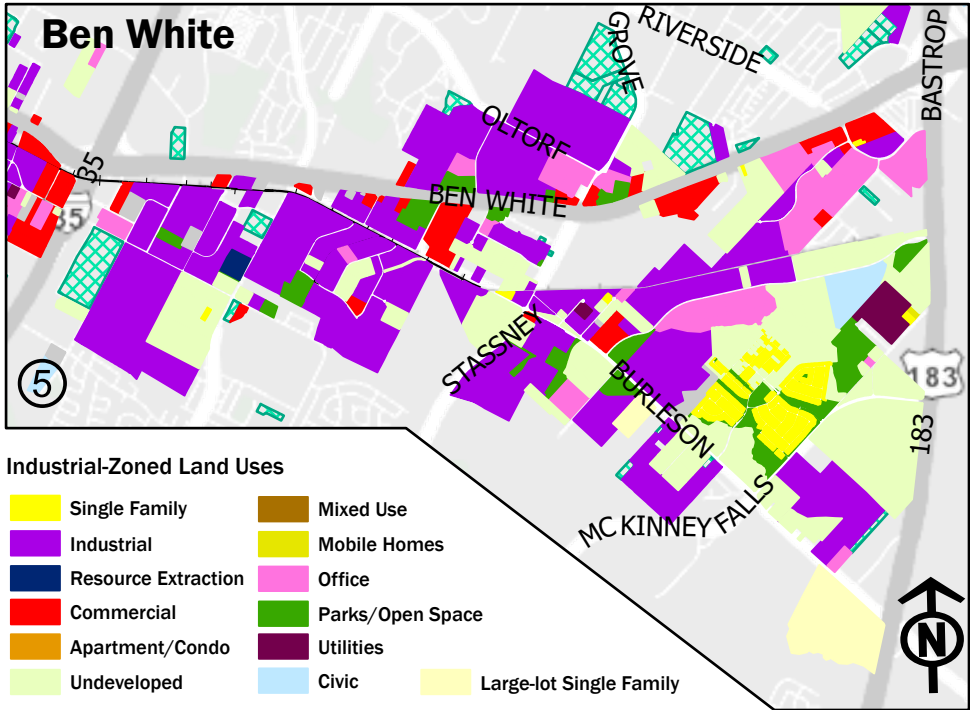 Ben White
RIVERSIDE
GROVE
BASTROP
OLTORF
35
BEN WHITE
35
STASSNEY
BURLESON
183
183
5
MC KINNEY FALLS
Industrial-Zoned Land Uses
Single Family
Mixed Use
Industrial
Mobile Homes
Resource Extraction
Office
Commercial
Parks/Open Space
Apartment/Condo
Utilities
Undeveloped
Civic
Large-lot Single Family
N